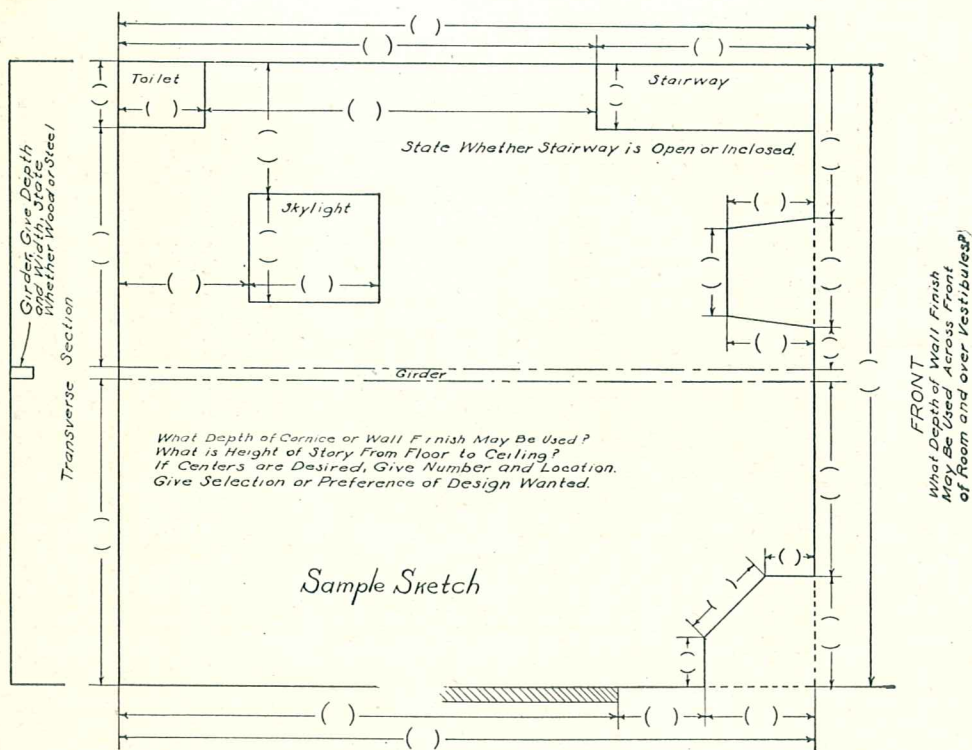 Toilet
Stairway
State Whether Stairway is Open or Inclosed.
Skylight
Girder, Give Depth
and Width, State
Whether Wood or Steel
Transverse Section
Girder
What Depth of Cornice or Wall Finish May Be Used?
What is Height of Story From Floor to Ceiling?
If Centers are Desired, Give Number and Location.
Give Selection or Preference of Design Wanted.
Sample Sketch
FRONT
What Depth of Wall Finish
May Be Used Across Front
of Room and over Vestibules?)